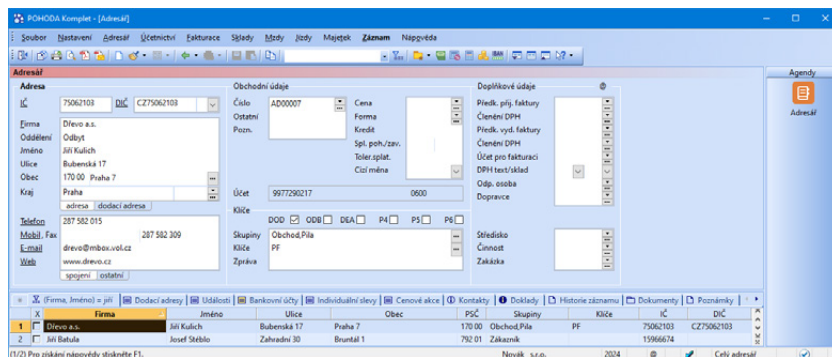 POHODA Komplet - [Adresář]
Soubor Nastavení Adresář Účetnictví Fakturace Sklady Mzdy Jízdy Majetek Záznam Nápověda
Adresář
Agendy
Adresář
Adresa
IČ 75062103 DIČ CZ75062103
Firma Dřevo a.s.
Oddělení Odbyt
Jméno Jiří Kulich
Ulice Bubenská 17
Obec 170 00 Praha 7
Kraj Praha
adresa dodací adresa
Telefon 287 582 015
Mobil, Fax 287 582 309
E-mail drevo@mbox.vol.cz
Web www.drevo.cz
spojení ostatní
Obchodní údaje
Číslo AD00007 Cena
Ostatní Forma
Pozn. Kredit
Spl. poh./zav.
Toler.splat.
Cizí měna
Účet 9977290217 0600
Klíče
DOD ODB DEA P4 P5 P6
Skupiny Obchod,Pila
Klíče PF
Zpráva
Doplňkové údaje @
Předk. přij. faktury
Členění DPH
Předk. vyd. faktury
Členění DPH
Účet pro fakturaci
DPH text/sklad
Odp. osoba
Dopravce
Středisko
Činnost
Zakázka
(Firma, Jméno) = jiří Dodací adresy Události Bankovní účty Individuální slevy Cenové akce Kontakty Doklady Historie záznamu Dokumenty Poznámky
X Firma Jméno Ulice Obec PSČ Skupiny Klíče IČ DIČ
1 Dřevo a.s. Jiří Kulich Bubenská 17 Praha 7 170 00 Obchod,Pila PF 75062103 CZ75062103
2 Jiří Batula Josef Stéblo Zahradní 30 Bruntál 1 792 01 Zákazník 15966674
(1/2) Pro získání nápovědy stiskněte F1. Novák s.r.o. 2024 @ Celý adresář